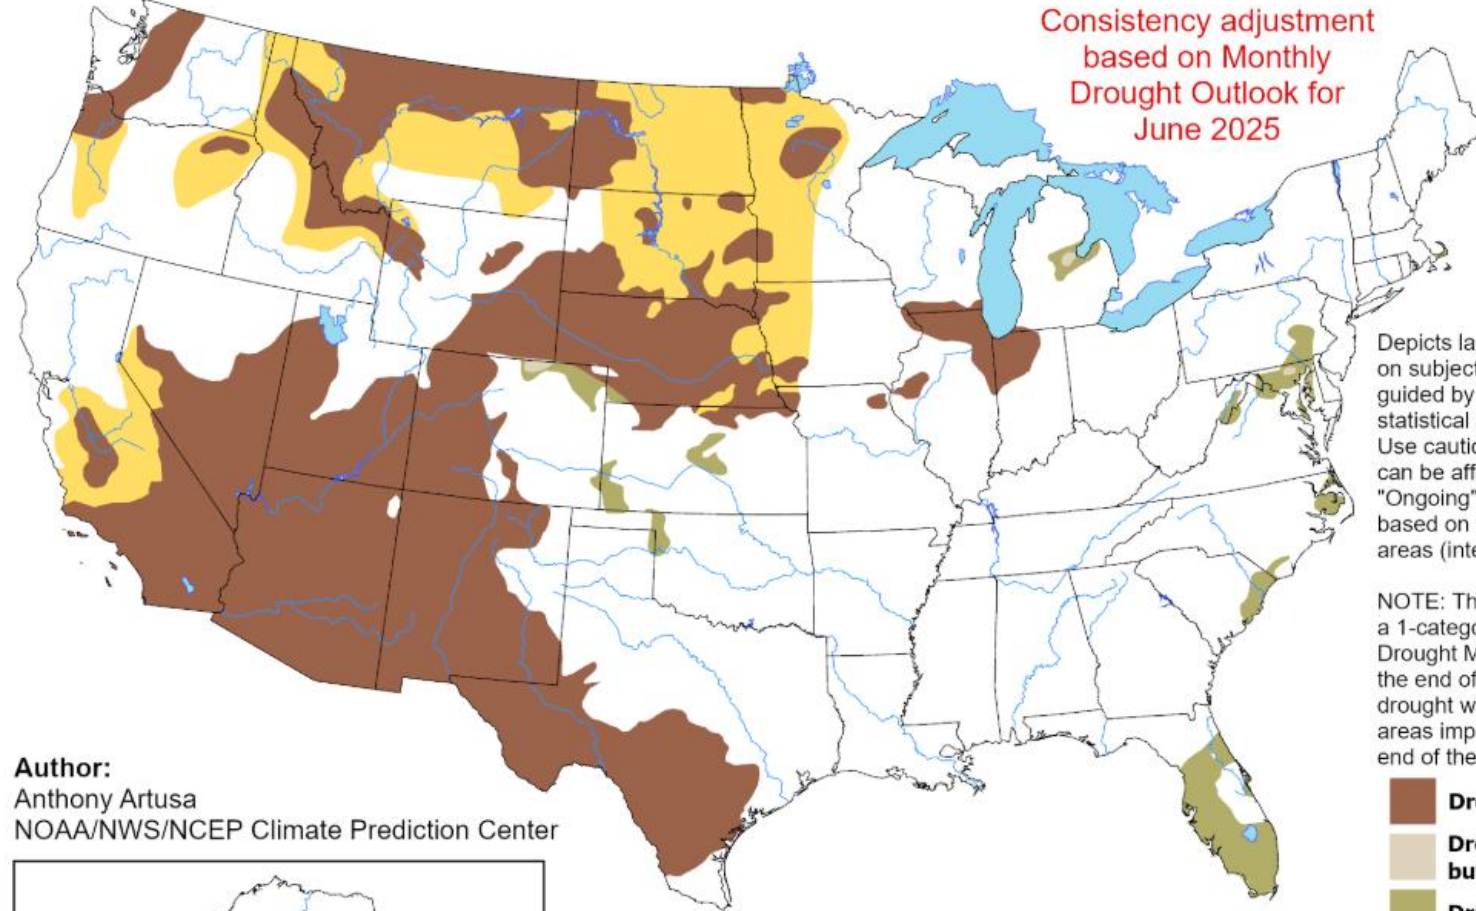 Consistency adjustment
based on Monthly
Drought Outlook for
June 2025
Depicts la
on subject
guided by
statistical
Use cautic
can be affe
"Ongoing"
based on
areas (inte
NOTE: Th
a 1-catego
Drought M
the end of
drought w
areas imp
end of the
Author:
Anthony Artusa
NOAA/NWS/NCEP Climate Prediction Center
Dr
Dr
bu